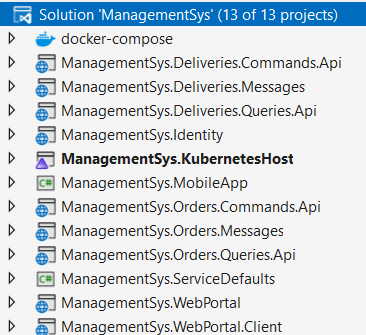 Solution 'ManagementSys' (13 of 13 projects)
docker-compose
ManagementSys.Deliveries.Commands.Api
ManagementSys.Deliveries.Messages
ManagementSys.Deliveries.Queries.Api
ManagementSys.Identity
ManagementSys.KubernetesHost
ManagementSys.MobileApp
ManagementSys.Orders.Commands.Api
ManagementSys.Orders.Messages
ManagementSys.Orders.Queries.Api
ManagementSys.ServiceDefaults
ManagementSys.WebPortal
ManagementSys.WebPortal.Client